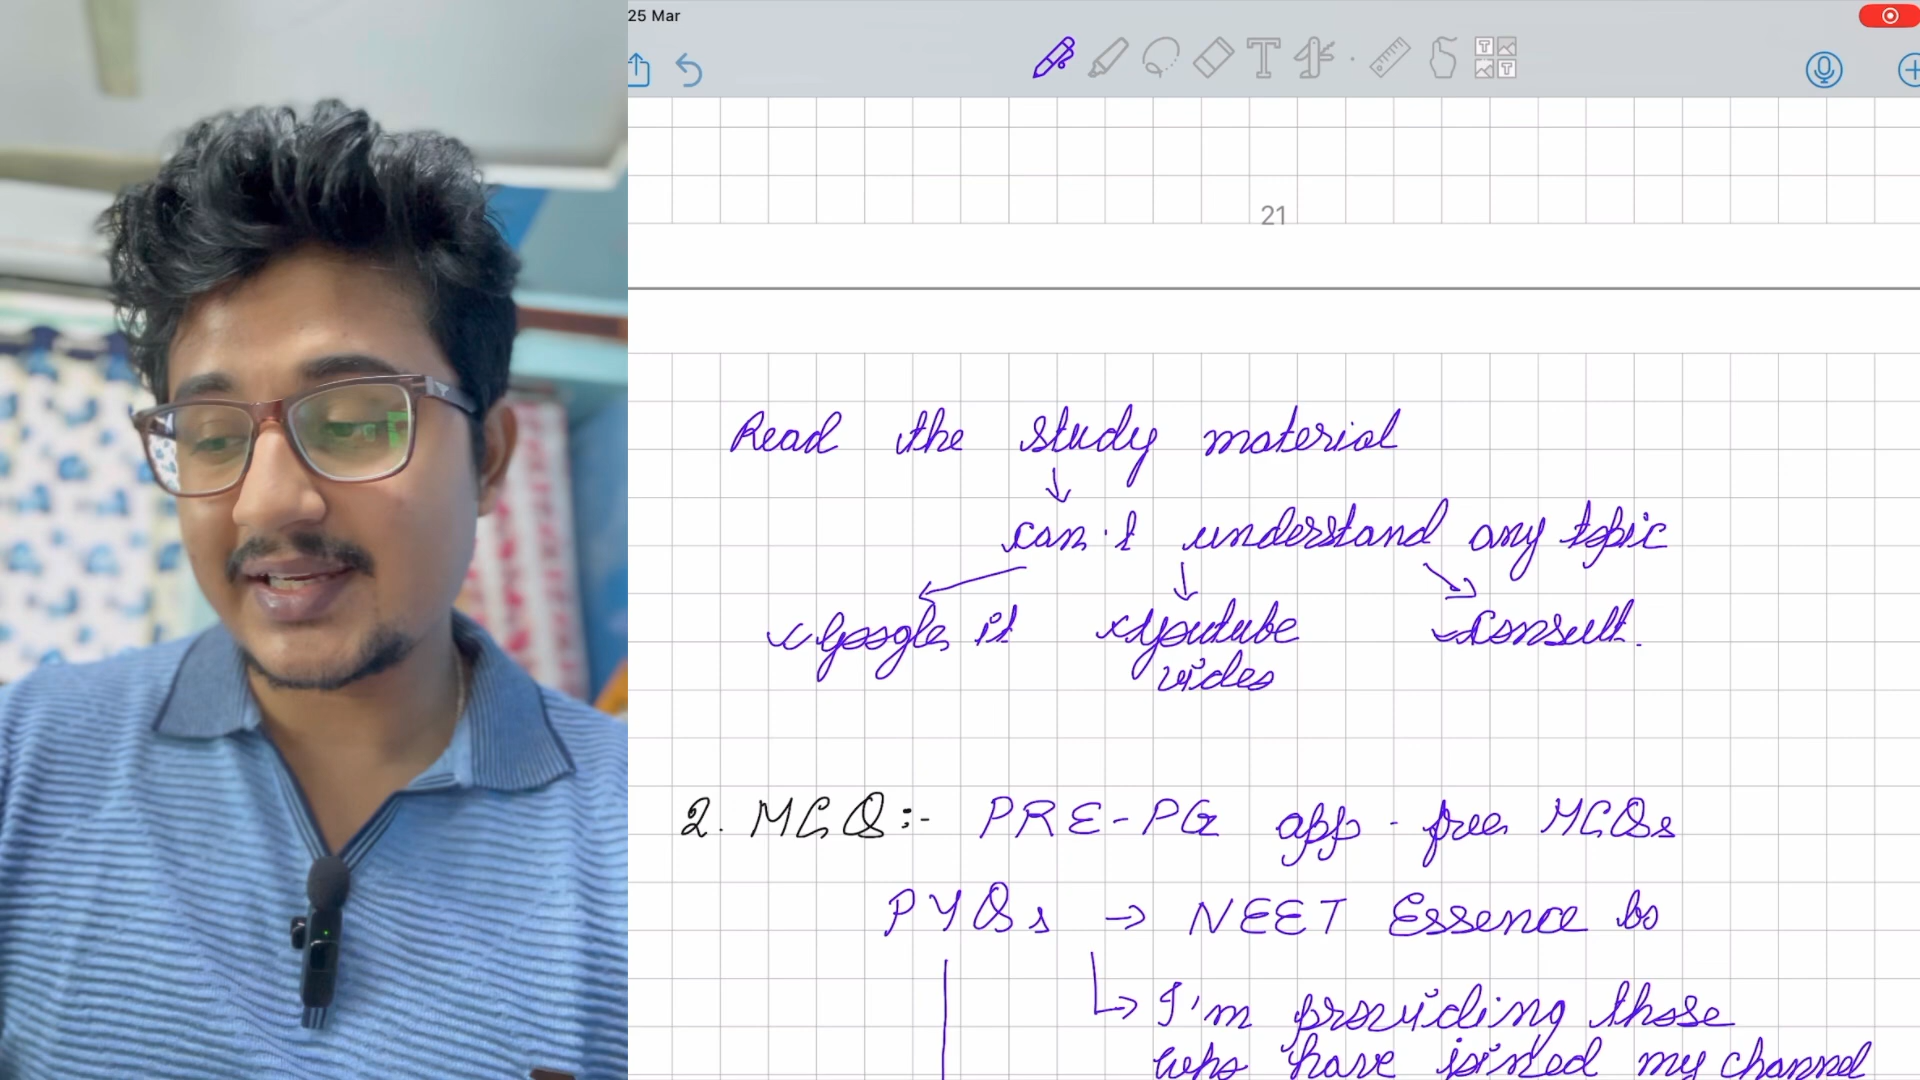 25 Mar
21
Read the study material
can't understand any topic
Google it Youtube Consult.
video
2. MCQ:- PRE-PG app - free MCQs
PYQs → NEET Essence bo
I'm providing those
who have joined my channel